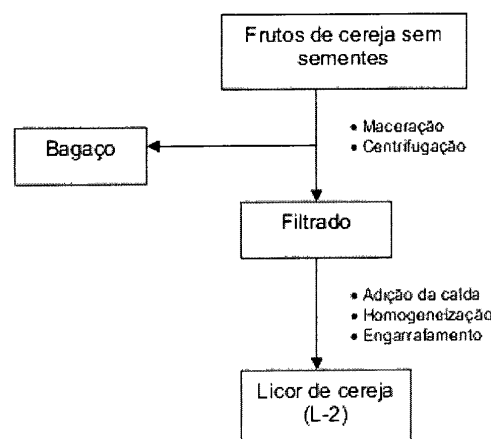 Frutos de cereja sem
sementes
• Maceração
• Centrifugação
Bagaço
Filtrado
• Adição da calda
• Homogeneização
• Engarrafamento
Licor de cereja
(L-2)